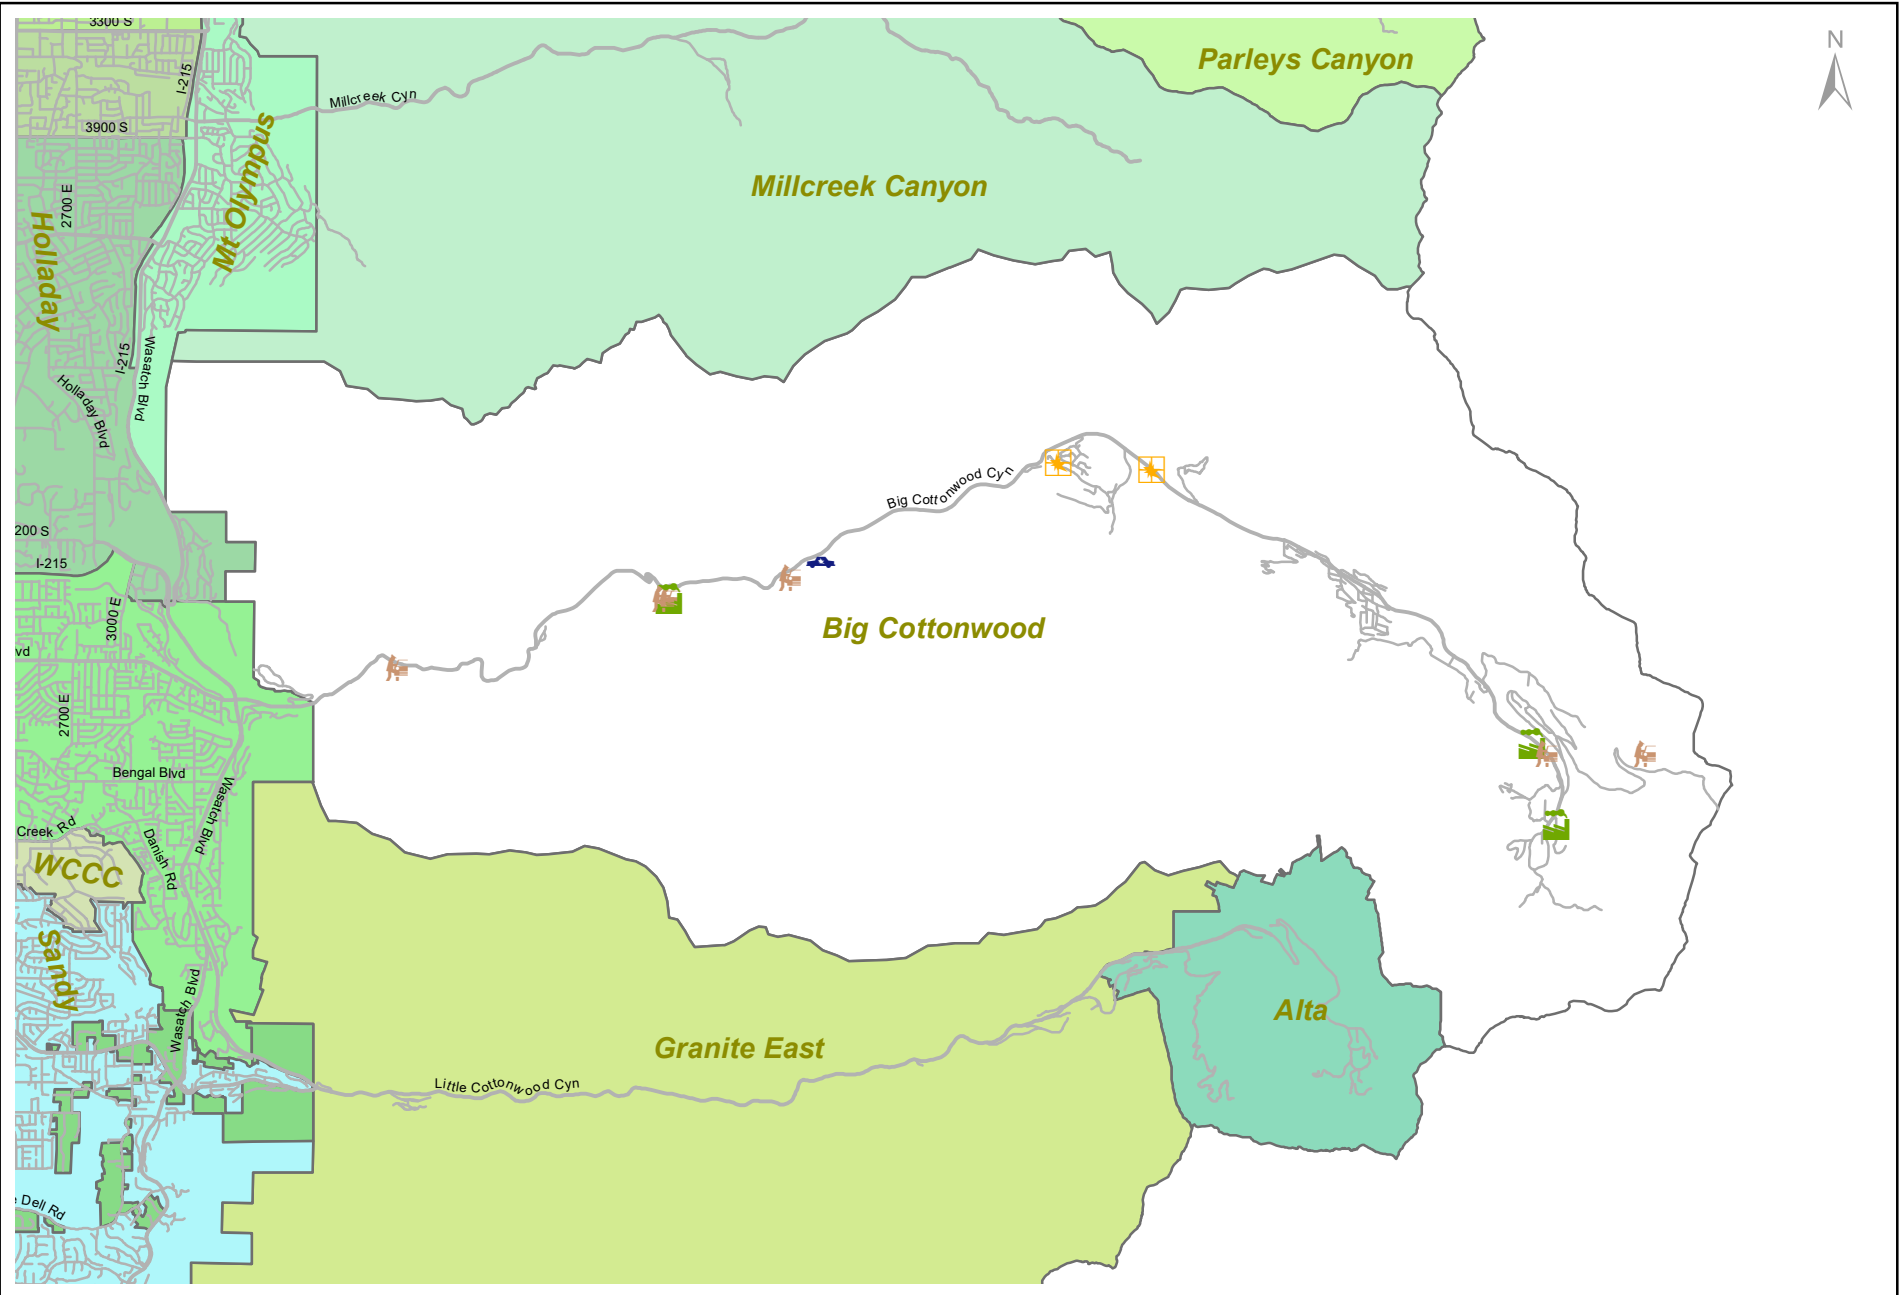 3300 S
Parleys Canyon
N
I-215
Millcreek Cyn
3900 S
Mt Olympus
Millcreek Canyon
2700 E
Holladay
I-215
Wasatch Blvd
Holladay Blvd
Big Cottonwood Cyn
200 S
I-215
3000 E
Big Cottonwood
vd
2700 E
Bengal Blvd
Wasatch Blvd
Creek Rd
Danish Rd
WCCC
Sandy
Wasatch Blvd
Alta
Granite East
Little Cottonwood Cyn
Dell Rd